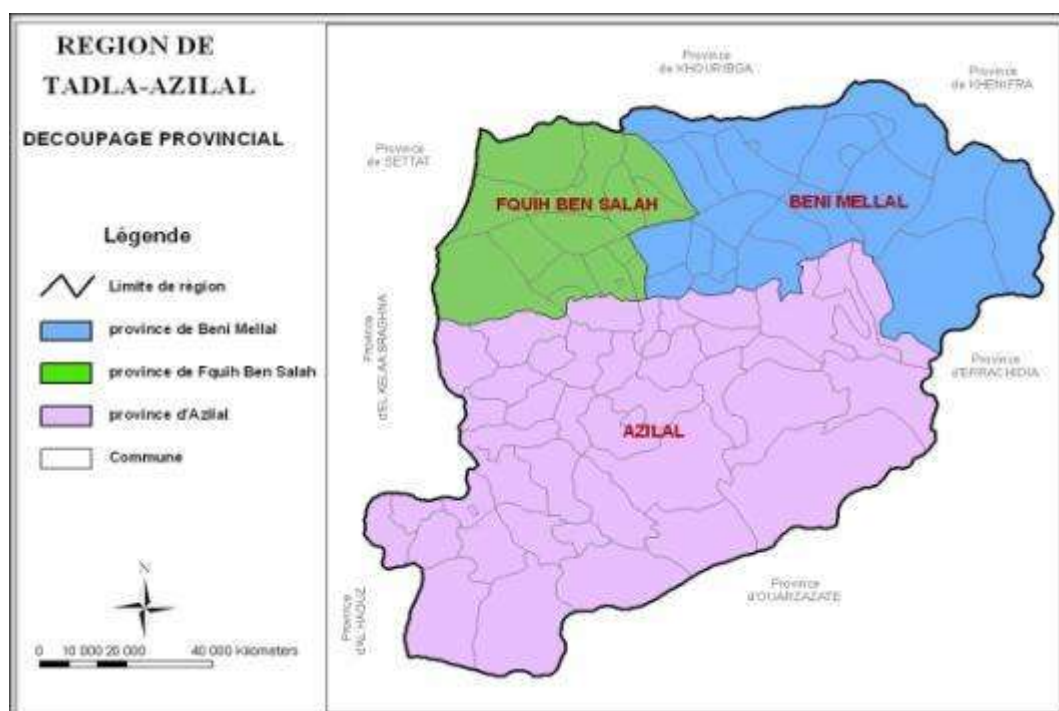 REGION DE
TADLA-AZILAL
DECOUPAGE PROVINCIAL
Légende
Limite de région
province de Beni Mellal
province de Fquih Ben Salah
province d'Azilal
Commune
N
0 10 000 20 000 40 000 Kilometers
Province
de KHOURIBGA
Province
de KHENIFRA
Province
de SETTAT
FQUIH BEN SALAH
BENI MELLAL
Province
d'EL KELAA SRAGHNA
Province
d'ERRACHIDIA
AZILAL
Province
d'OUARZAZATE
Province
d'AL HAOUZ